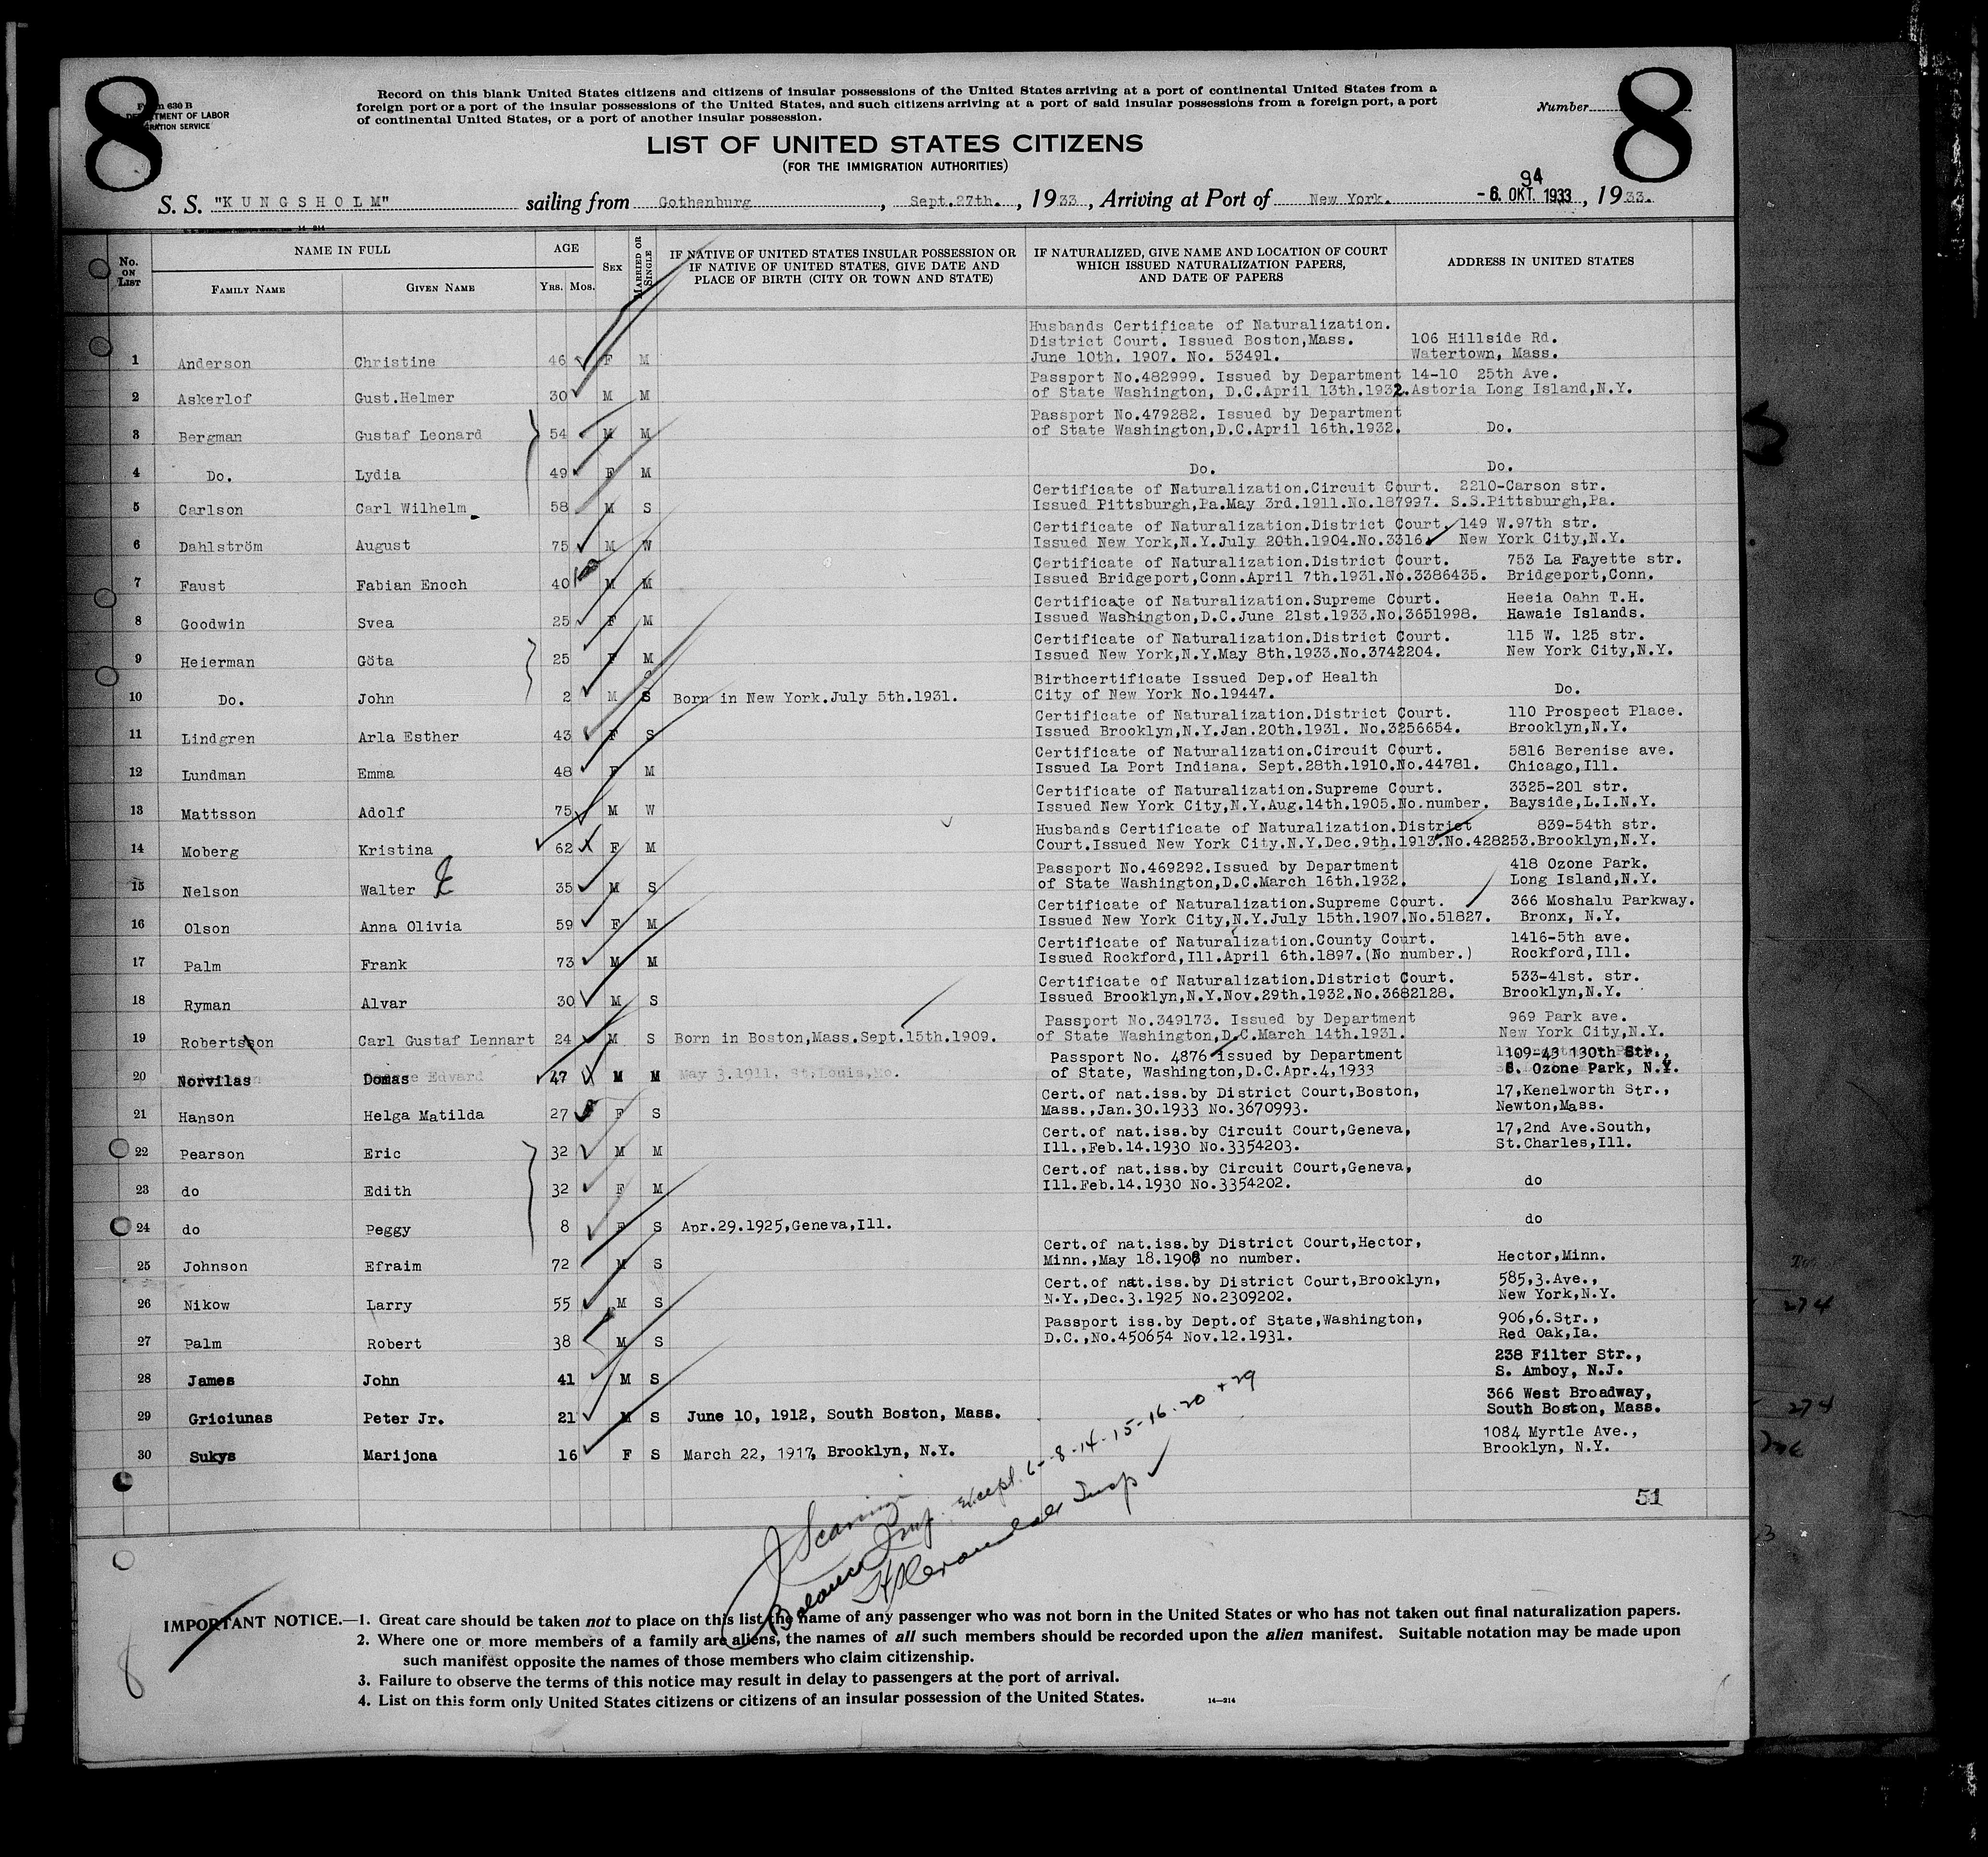 8
8
Form 630 B
DEPARTMENT OF LABOR
IMMIGRATION SERVICE
Record on this blank United States citizens and citizens of insular possessions of the United States arriving at a port of continental United States from a
foreign port or a port of the insular possessions of the United States, and such citizens arriving at a port of said insular possessions from a foreign port, a port
of continental United States, or a port of another insular possession.
Number
LIST OF UNITED STATES CITIZENS
(FOR THE IMMIGRATION AUTHORITIES)
94
S. S. "KUNGSHOLM" sailing from Gothenburg, Sept.27th., 1933, Arriving at Port of New York. -6. OKT. 1933, 1933.
14-214
No. ON LIST
NAME IN FULL
FAMILY NAME
GIVEN NAME
AGE
YRS. MOS.
SEX
MARRIED OR SINGLE
IF NATIVE OF UNITED STATES INSULAR POSSESSION OR
IF NATIVE OF UNITED STATES, GIVE DATE AND
PLACE OF BIRTH (CITY OR TOWN AND STATE)
IF NATURALIZED, GIVE NAME AND LOCATION OF COURT
WHICH ISSUED NATURALIZATION PAPERS,
AND DATE OF PAPERS
ADDRESS IN UNITED STATES
Husbands Certificate of Naturalization.
District Court. Issued Boston,Mass. 106 Hillside Rd.
1 Anderson Christine 46 F M June 10th. 1907. No. 53491. Watertown, Mass.
Passport No.482999. Issued by Department 14-10 25th Ave.
2 Askerlof Gust.Helmer 30 M M of State Washington, D.C.April 13th.1932. Astoria Long Island,N.Y.
Passport No.479282. Issued by Department
3 Bergman Gustaf Leonard 54 M M of State Washington,D.C.April 16th.1932. Do.
4 Do. Lydia 49 F M Do. Do.
Certificate of Naturalization.Circuit Court. 2210-Carson str.
5 Carlson Carl Wilhelm 58 M S Issued Pittsburgh,Pa.May 3rd.1911.No.187997. S.S.Pittsburgh,Pa.
Certificate of Naturalization.District Court. 149 W.97th str.
6 Dahlström August 75 M W Issued New York,N.Y.July 20th.1904.No.3316 New York City,N.Y.
Certificate of Naturalization.District Court. 753 La Fayette str.
7 Faust Fabian Enoch 40 M M Issued Bridgeport,Conn.April 7th.1931.No.3386435. Bridgeport,Conn.
Certificate of Naturalization.Supreme Court. Heeia Oahn T.H.
8 Goodwin Svea 25 F M Issued Washington,D.C.June 21st.1933.No.3651998. Hawaie Islands.
Certificate of Naturalization.District Court. 115 W. 125 str.
9 Heierman Göta 25 F M Issued New York,N.Y.May 8th.1933.No.3742204. New York City,N.Y.
Birthcertificate Issued Dep.of Health
10 Do. John 2 M S Born in New York.July 5th.1931. City of New York No.19447. Do.
Certificate of Naturalization.District Court. 110 Prospect Place.
11 Lindgren Arla Esther 43 F S Issued Brooklyn,N.Y.Jan.20th.1931. No.3256654. Brooklyn,N.Y.
Certificate of Naturalization.Circuit Court. 5816 Berenise ave.
12 Lundman Emma 48 F M Issued La Port Indiana. Sept.28th.1910.No.44781. Chicago,Ill.
Certificate of Naturalization.Supreme Court. 3325-201 str.
13 Mattsson Adolf 75 M W Issued New York City,N.Y.Aug.14th.1905.No.number. Bayside,L.I.N.Y.
Husbands Certificate of Naturalization.District 839-54th str.
14 Moberg Kristina 62 F M Court.Issued New York City.N.Y.Dec.9th.1913.No.428253.Brooklyn,N.Y.
Passport No.469292.Issued by Department 418 Ozone Park.
15 Nelson Walter 35 M S of State Washington,D.C.March 16th.1932. Long Island,N.Y.
Certificate of Naturalization.Supreme Court. 366 Moshalu Parkway.
16 Olson Anna Olivia 59 F M Issued New York City,N.Y.July 15th.1907.No.51827. Bronx, N.Y.
Certificate of Naturalization.County Court. 1416-5th ave.
17 Palm Frank 73 M M Issued Rockford,Ill.April 6th.1897.(No number.) Rockford,Ill.
Certificate of Naturalization.District Court. 533-41st. str.
18 Ryman Alvar 30 M S Issued Brooklyn,N.Y.Nov.29th.1932.No.3682128. Brooklyn,N.Y.
Passport No.349173. Issued by Department 969 Park ave.
19 Robertsson Carl Gustaf Lennart 24 M S Born in Boston,Mass.Sept.15th.1909. of State Washington,D.C.March 14th.1931. New York City,N.Y.
Passport No. 4876 issued by Department 109-43 130th Str.,
20 Norvilas Domas 47 M M May 3.1911. St.Louis,Mo. of State, Washington,D.C.Apr.4,1933 S. Ozone Park, N.Y.
Cert.of nat.iss.by District Court,Boston, 17,Kenelworth Str.,
21 Hanson Helga Matilda 27 F S Mass.,Jan.30.1933 No.3670993. Newton,Mass.
Cert.of nat.iss.by Circuit Court,Geneva, 17,2nd Ave.South,
22 Pearson Eric 32 M M Ill.,Feb.14.1930 No.3354203. St.Charles,Ill.
Cert.of nat.iss.by Circuit Court,Geneva,
23 do Edith 32 F M Ill.Feb.14.1930 No.3354202. do
24 do Peggy 8 F S Apr.29.1925,Geneva,Ill. do
Cert.of nat.iss.by District Court,Hector,
25 Johnson Efraim 72 M S Minn.,May 18.1908 no number. Hector,Minn.
Cert.of nat.iss.by District Court,Brooklyn, 585,3.Ave.,
26 Nikow Larry 55 M S N.Y.,Dec.3.1925 No.2309202. New York,N.Y.
Passport iss.by Dept.of State,Washington, 906,6.Str.,
27 Palm Robert 38 M S D.C.,No.450654 Nov.12.1931. Red Oak,Ia.
238 Filter Str.,
28 James John 41 M S S. Amboy, N.J.
366 West Broadway,
29 Griciunas Peter Jr. 21 M S June 10, 1912, South Boston, Mass. South Boston, Mass.
1084 Myrtle Ave.,
30 Sukys Marijona 16 F S March 22, 1917, Brooklyn, N.Y. Brooklyn, N.Y.
51
Balance Insp. except. 6-8-14-15-16-20+29
Insp
274
274
IMPORTANT NOTICE.—1. Great care should be taken not to place on this list the name of any passenger who was not born in the United States or who has not taken out final naturalization papers.
2. Where one or more members of a family are aliens, the names of all such members should be recorded upon the alien manifest. Suitable notation may be made upon
such manifest opposite the names of those members who claim citizenship.
3. Failure to observe the terms of this notice may result in delay to passengers at the port of arrival.
4. List on this form only United States citizens or citizens of an insular possession of the United States.
14-214
8